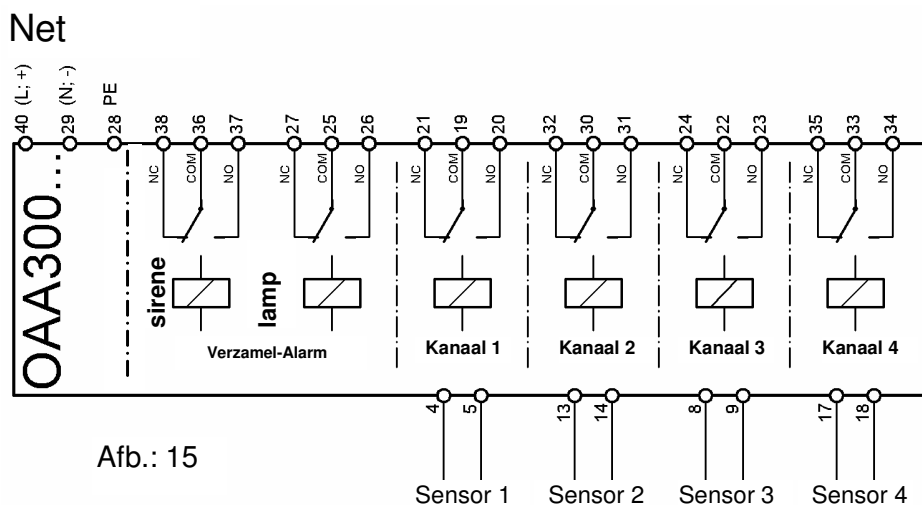 Net
40 (L; +)
29 (N; -)
28 PE
38
36
37
27
25
26
21
19
20
32
30
31
24
22
23
35
33
34
NC
COM
NO
NC
COM
NO
NC
COM
NO
NC
COM
NO
NC
COM
NO
NC
COM
NO
OAA300...
sirene
lamp
Verzamel-Alarm
Kanaal 1
Kanaal 2
Kanaal 3
Kanaal 4
4
5
13
14
8
9
17
18
Afb.: 15
Sensor 1
Sensor 2
Sensor 3
Sensor 4